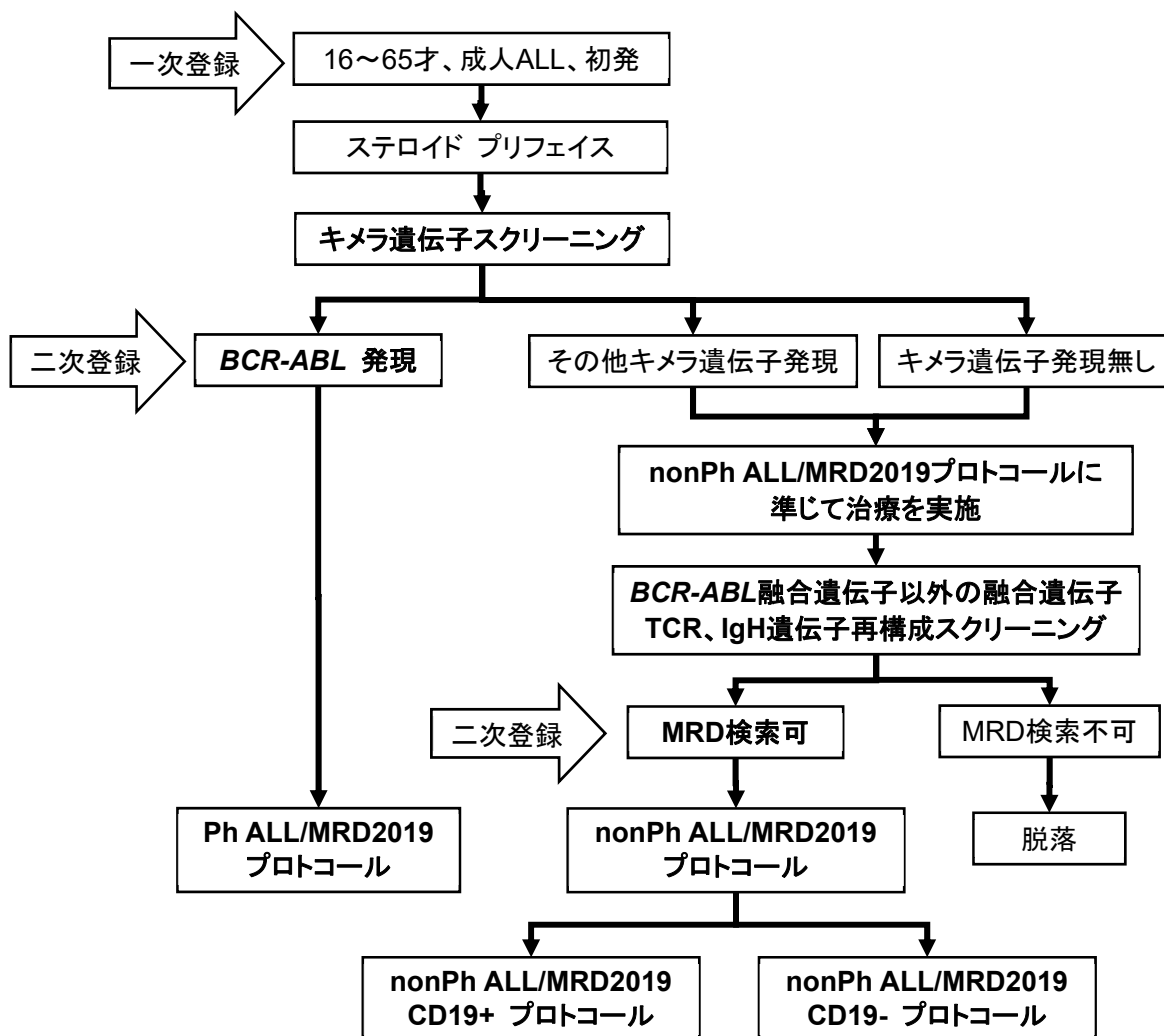 一次登録
16～65才、成人ALL、初発
ステロイド プリフェイス
キメラ遺伝子スクリーニング
二次登録
BCR-ABL 発現
その他キメラ遺伝子発現
キメラ遺伝子発現無し
nonPh ALL/MRD2019プロトコールに
準じて治療を実施
BCR-ABL融合遺伝子以外の融合遺伝子
TCR、IgH遺伝子再構成スクリーニング
二次登録
MRD検索可
MRD検索不可
Ph ALL/MRD2019
プロトコール
nonPh ALL/MRD2019
プロトコール
脱落
nonPh ALL/MRD2019
CD19+ プロトコール
nonPh ALL/MRD2019
CD19- プロトコール